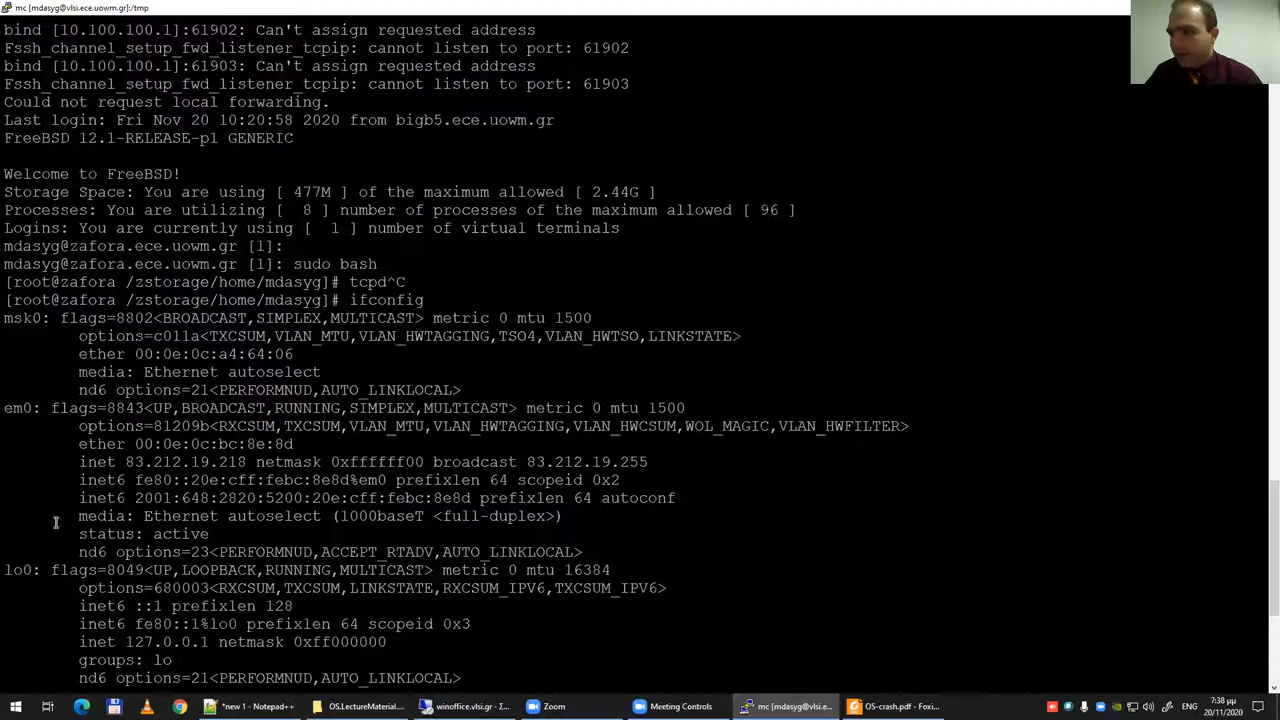 mc [mdasyg@vlsi.ece.uowm.gr]:/tmp
bind [10.100.100.1]:61902: Can't assign requested address
Fssh_channel_setup_fwd_listener_tcpip: cannot listen to port: 61902
bind [10.100.100.1]:61903: Can't assign requested address
Fssh_channel_setup_fwd_listener_tcpip: cannot listen to port: 61903
Could not request local forwarding.
Last login: Fri Nov 20 10:20:58 2020 from bigb5.ece.uowm.gr
FreeBSD 12.1-RELEASE-p1 GENERIC
Welcome to FreeBSD!
Storage Space: You are using [ 477M ] of the maximum allowed [ 2.44G ]
Processes: You are utilizing [  8 ] number of processes of the maximum allowed [ 96 ]
Logins: You are currently using [  1 ] number of virtual terminals
mdasyg@zafora.ece.uowm.gr [1]:
mdasyg@zafora.ece.uowm.gr [1]: sudo bash
[root@zafora /zstorage/home/mdasyg]# tcpd^C
[root@zafora /zstorage/home/mdasyg]# ifconfig
msk0: flags=8802<BROADCAST,SIMPLEX,MULTICAST> metric 0 mtu 1500
options=c011a<TXCSUM,VLAN_MTU,VLAN_HWTAGGING,TSO4,VLAN_HWTSO,LINKSTATE>
ether 00:0e:0c:a4:64:06
media: Ethernet autoselect
nd6 options=21<PERFORMNUD,AUTO_LINKLOCAL>
em0: flags=8843<UP,BROADCAST,RUNNING,SIMPLEX,MULTICAST> metric 0 mtu 1500
options=81209b<RXCSUM,TXCSUM,VLAN_MTU,VLAN_HWTAGGING,VLAN_HWCSUM,WOL_MAGIC,VLAN_HWFILTER>
ether 00:0e:0c:bc:8e:8d
inet 83.212.19.218 netmask 0xffffff00 broadcast 83.212.19.255
inet6 fe80::20e:cff:febc:8e8d%em0 prefixlen 64 scopeid 0x2
inet6 2001:648:2820:5200:20e:cff:febc:8e8d prefixlen 64 autoconf
media: Ethernet autoselect (1000baseT <full-duplex>)
status: active
nd6 options=23<PERFORMNUD,ACCEPT_RTADV,AUTO_LINKLOCAL>
lo0: flags=8049<UP,LOOPBACK,RUNNING,MULTICAST> metric 0 mtu 16384
options=680003<RXCSUM,TXCSUM,LINKSTATE,RXCSUM_IPV6,TXCSUM_IPV6>
inet6 ::1 prefixlen 128
inet6 fe80::1%lo0 prefixlen 64 scopeid 0x3
inet 127.0.0.1 netmask 0xff000000
groups: lo
nd6 options=21<PERFORMNUD,AUTO_LINKLOCAL>
*new 1 - Notepad++
OS.LectureMaterial...
winoffice.vlsi.gr - ...
Zoom
Meeting Controls
mc [mdasyg@vlsi.e...
OS-crash.pdf - Foxi...
7:38 μμ
20/11/2020